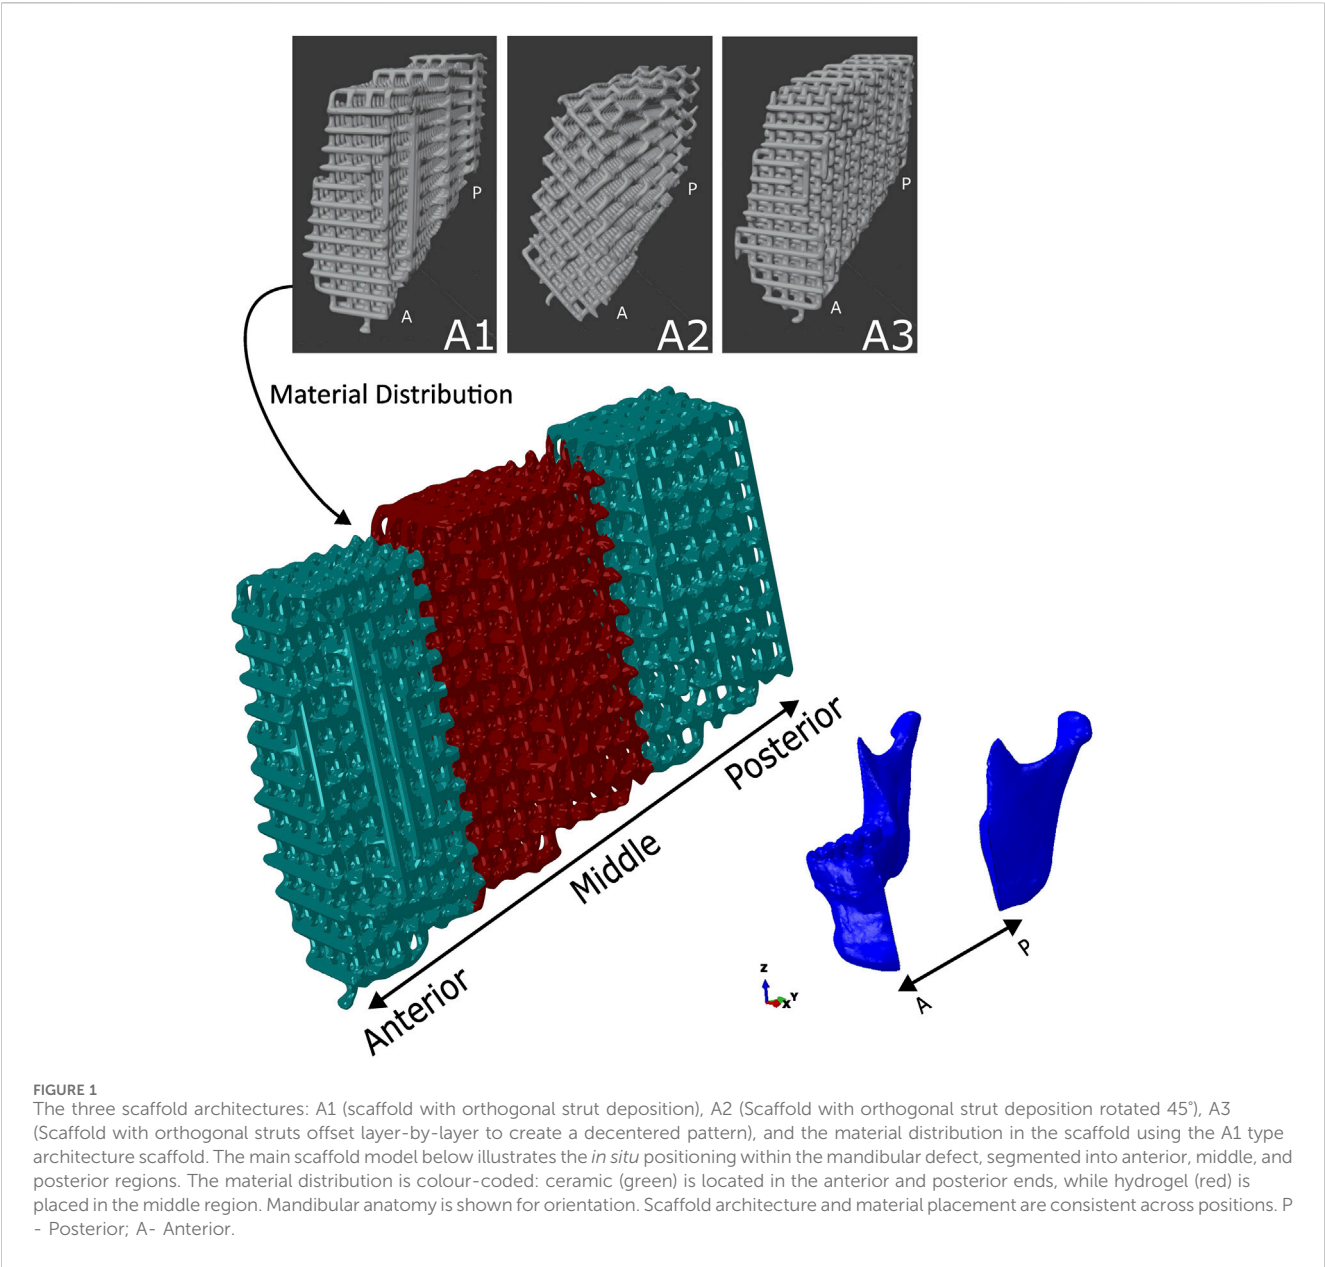 P
P
P
A
A
A
A1
A2
A3
Material Distribution
Posterior
Middle
Anterior
P
A
Z
Y
X
FIGURE 1
The three scaffold architectures: A1 (scaffold with orthogonal strut deposition), A2 (Scaffold with orthogonal strut deposition rotated 45°), A3
(Scaffold with orthogonal struts offset layer-by-layer to create a decentered pattern), and the material distribution in the scaffold using the A1 type
architecture scaffold. The main scaffold model below illustrates the in situ positioning within the mandibular defect, segmented into anterior, middle, and
posterior regions. The material distribution is colour-coded: ceramic (green) is located in the anterior and posterior ends, while hydrogel (red) is
placed in the middle region. Mandibular anatomy is shown for orientation. Scaffold architecture and material placement are consistent across positions. P
- Posterior; A- Anterior.